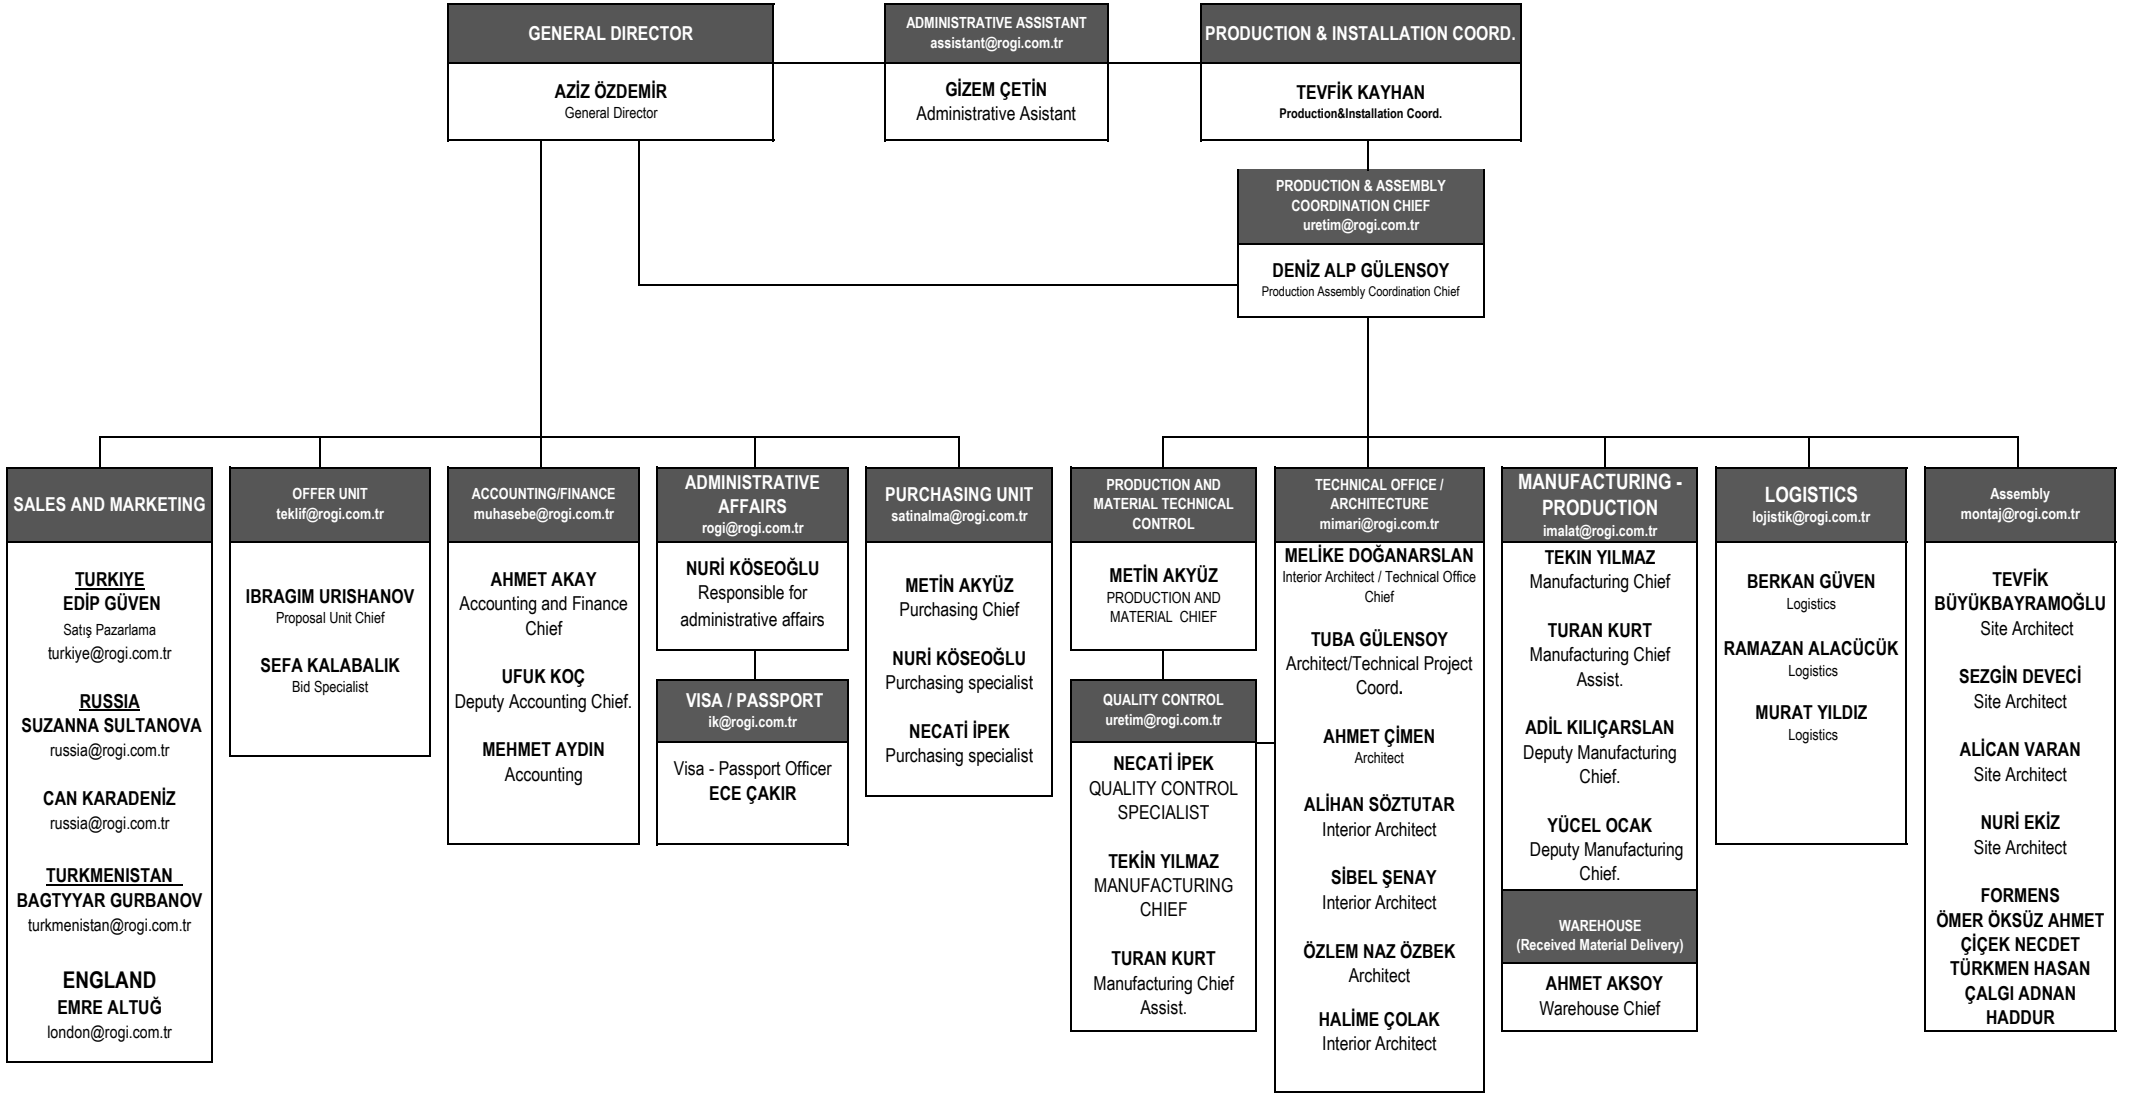 GENERAL DIRECTOR
AZİZ ÖZDEMİR
General Director
ADMINISTRATIVE ASSISTANT
assistant@rogi.com.tr
GİZEM ÇETİN
Administrative Asistant
PRODUCTION & INSTALLATION COORD.
TEVFİK KAYHAN
Production&Installation Coord.
PRODUCTION & ASSEMBLY
COORDINATION CHIEF
uretim@rogi.com.tr
DENİZ ALP GÜLENSOY
Production Assembly Coordination Chief
SALES AND MARKETING
TURKIYE
EDİP GÜVEN
Satış Pazarlama
turkiye@rogi.com.tr
RUSSIA
SUZANNA SULTANOVA
russia@rogi.com.tr
CAN KARADENİZ
russia@rogi.com.tr
TURKMENISTAN
BAGTYYAR GURBANOV
turkmenistan@rogi.com.tr
ENGLAND
EMRE ALTUĞ
london@rogi.com.tr
OFFER UNIT
teklif@rogi.com.tr
IBRAGIM URISHANOV
Proposal Unit Chief
SEFA KALABALIK
Bid Specialist
ACCOUNTING/FINANCE
muhasebe@rogi.com.tr
AHMET AKAY
Accounting and Finance
Chief
UFUK KOÇ
Deputy Accounting Chief.
MEHMET AYDIN
Accounting
ADMINISTRATIVE
AFFAIRS
rogi@rogi.com.tr
NURİ KÖSEOĞLU
Responsible for
administrative affairs
VISA / PASSPORT
ik@rogi.com.tr
Visa - Passport Officer
ECE ÇAKIR
PURCHASING UNIT
satinalma@rogi.com.tr
METİN AKYÜZ
Purchasing Chief
NURİ KÖSEOĞLU
Purchasing specialist
NECATİ İPEK
Purchasing specialist
PRODUCTION AND
MATERIAL TECHNICAL
CONTROL
METİN AKYÜZ
PRODUCTION AND
MATERIAL CHIEF
QUALITY CONTROL
uretim@rogi.com.tr
NECATİ İPEK
QUALITY CONTROL
SPECIALIST
TEKİN YILMAZ
MANUFACTURING
CHIEF
TURAN KURT
Manufacturing Chief
Assist.
TECHNICAL OFFICE /
ARCHITECTURE
mimari@rogi.com.tr
MELİKE DOĞANARSLAN
Interior Architect / Technical Office
Chief
TUBA GÜLENSOY
Architect/Technical Project
Coord.
AHMET ÇİMEN
Architect
ALİHAN SÖZTUTAR
Interior Architect
SİBEL ŞENAY
Interior Architect
ÖZLEM NAZ ÖZBEK
Architect
HALİME ÇOLAK
Interior Architect
MANUFACTURING -
PRODUCTION
imalat@rogi.com.tr
TEKIN YILMAZ
Manufacturing Chief
TURAN KURT
Manufacturing Chief
Assist.
ADİL KILIÇARSLAN
Deputy Manufacturing
Chief.
YÜCEL OCAK
Deputy Manufacturing
Chief.
WAREHOUSE
(Received Material Delivery)
AHMET AKSOY
Warehouse Chief
LOGISTICS
lojistik@rogi.com.tr
BERKAN GÜVEN
Logistics
RAMAZAN ALACÜCÜK
Logistics
MURAT YILDIZ
Logistics
Assembly
montaj@rogi.com.tr
TEVFİK
BÜYÜKBAYRAMOĞLU
Site Architect
SEZGİN DEVECİ
Site Architect
ALİCAN VARAN
Site Architect
NURİ EKİZ
Site Architect
FORMENS
ÖMER ÖKSÜZ AHMET
ÇİÇEK NECDET
TÜRKMEN HASAN
ÇALGI ADNAN
HADDUR